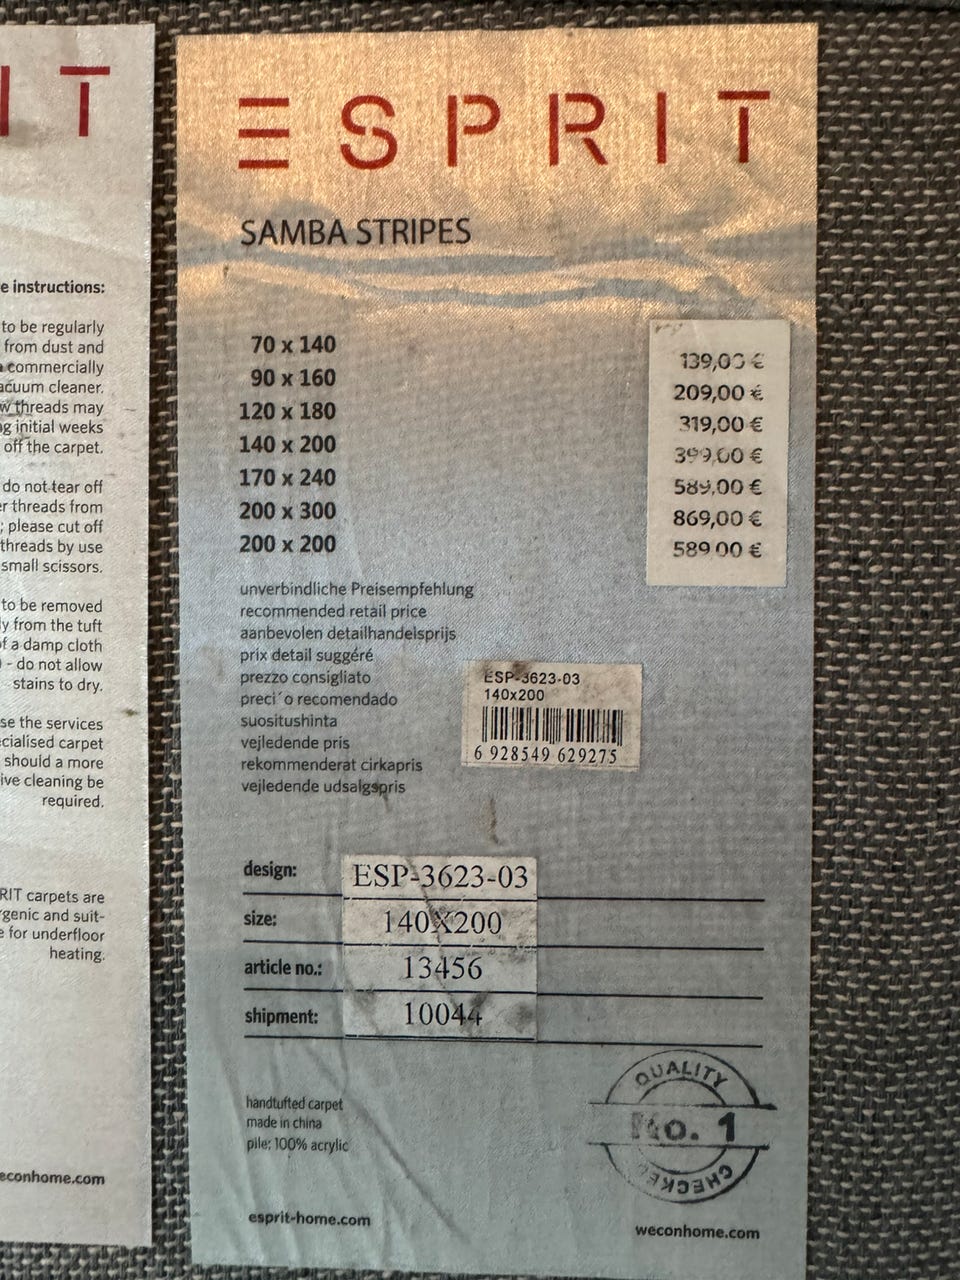 I T
e instructions:
to be regularly
from dust and
commercially
acuum cleaner.
w threads may
g initial weeks
off the carpet.
do not tear off
r threads from
; please cut off
threads by use
small scissors.
to be removed
ly from the tuft
f a damp cloth
- do not allow
stains to dry.
se the services
cialised carpet
should a more
ive cleaning be
required.
RIT carpets are
rgenic and suit-
e for underfloor
heating.
econhome.com
ESPRIT
SAMBA STRIPES
70 x 140 139,00 €
90 x 160 209,00 €
120 x 180 319,00 €
140 x 200 399,00 €
170 x 240 589,00 €
200 x 300 869,00 €
200 x 200 589 00 €
unverbindliche Preisempfehlung
recommended retail price
aanbevolen detailhandelsprijs
prix detail suggéré
prezzo consigliato
preci´o recomendado
suositushinta
vejledende pris
rekommenderat cirkapris
vejledende udsalgspris
ESP-3623-03
140x200
6 928549 629275
design: ESP-3623-03
size: 140X200
article no.: 13456
shipment: 10044
handtufted carpet
made in china
pile: 100% acrylic
QUALITY
No. 1
CHECKED
esprit-home.com
weconhome.com